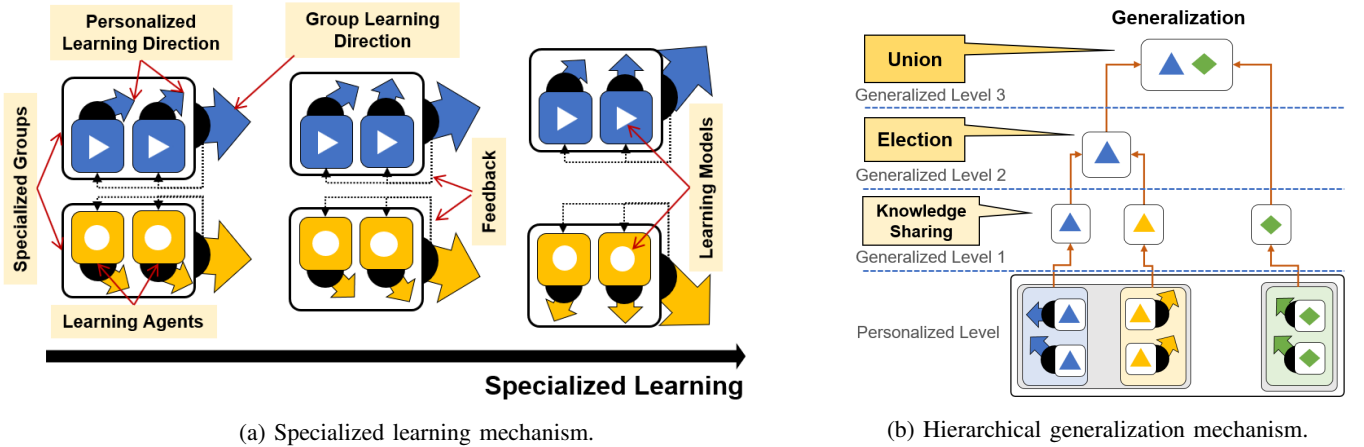 Personalized
Learning Direction
Group Learning
Direction
Specialized Groups
Feedback
Learning Models
Learning Agents
Specialized Learning
(a) Specialized learning mechanism.
Generalization
Union
Generalized Level 3
Election
Generalized Level 2
Knowledge
Sharing
Generalized Level 1
Personalized Level
(b) Hierarchical generalization mechanism.